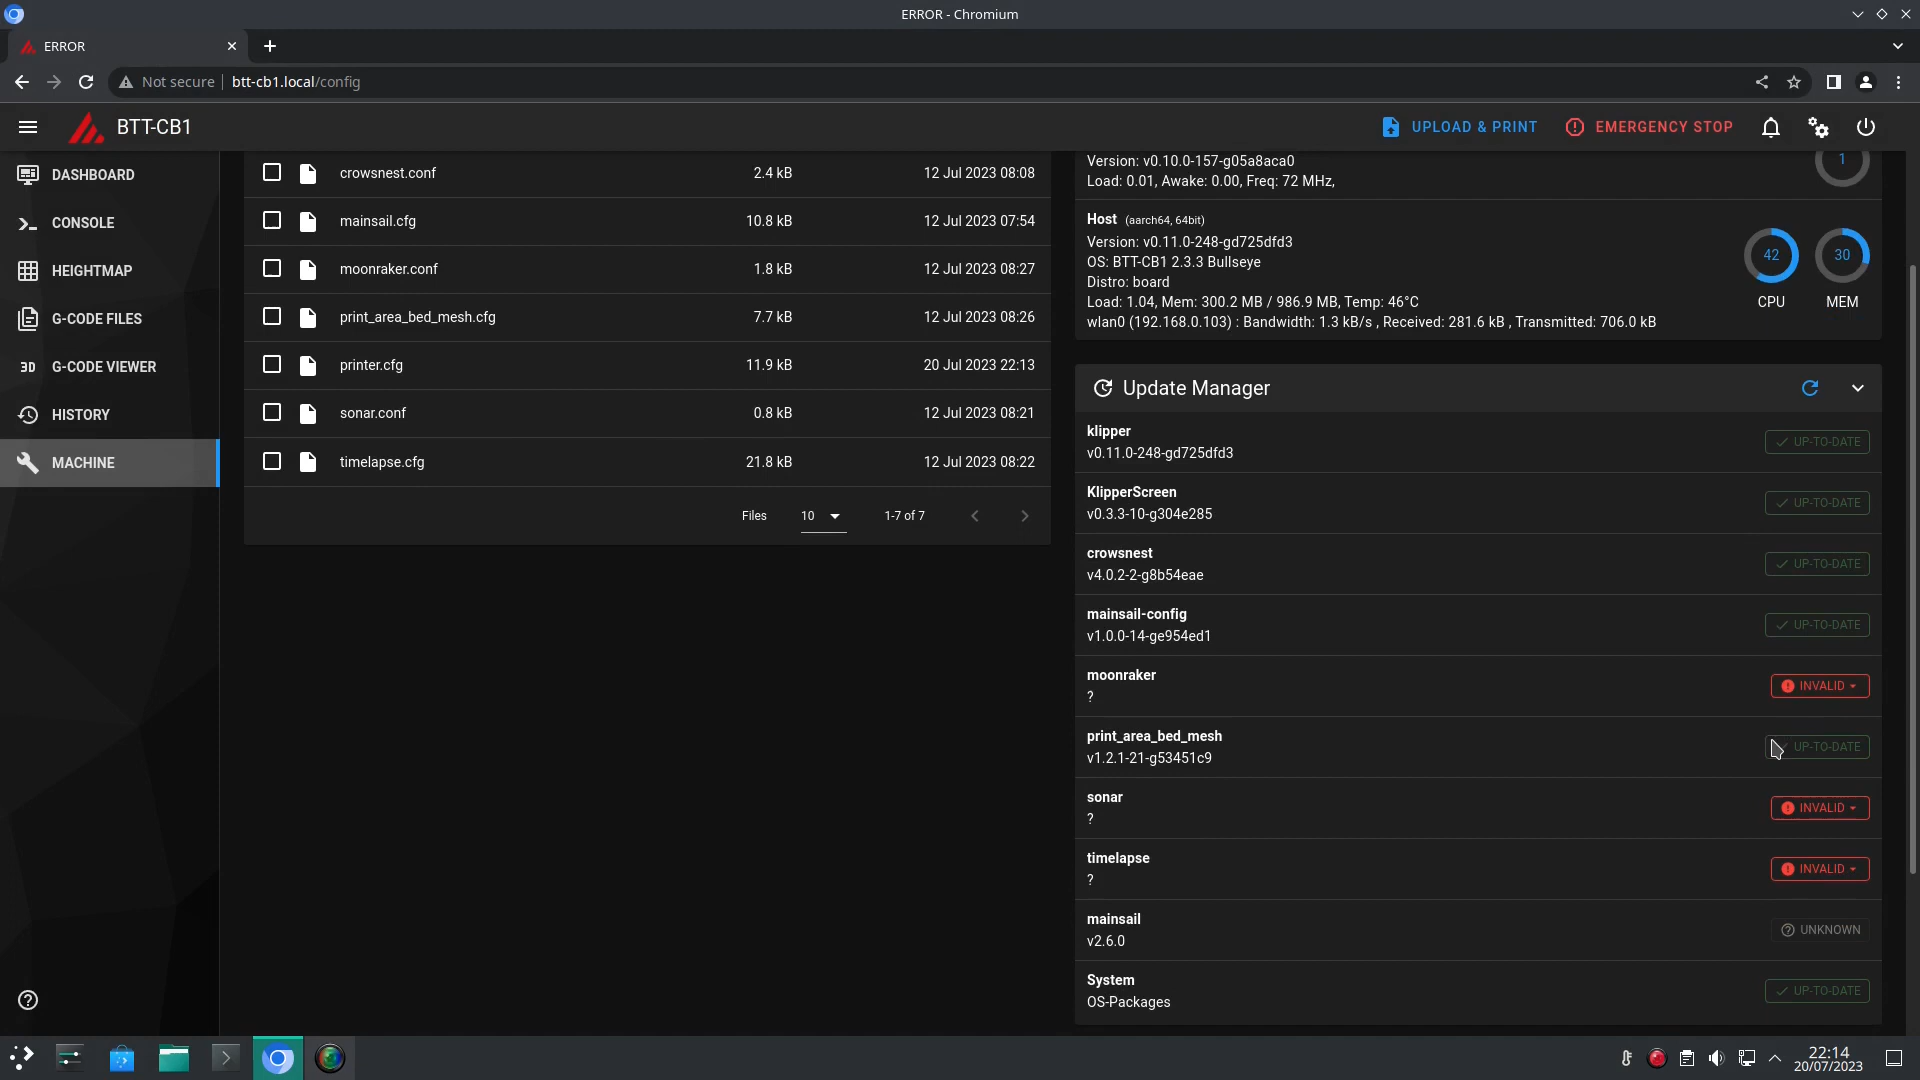 ERROR - Chromium
ERROR
Not secure btt-cb1.local/config
BTT-CB1
UPLOAD & PRINT
EMERGENCY STOP
DASHBOARD
CONSOLE
HEIGHTMAP
G-CODE FILES
3D G-CODE VIEWER
HISTORY
MACHINE
crowsnest.conf 2.4 kB 12 Jul 2023 08:08
mainsail.cfg 10.8 kB 12 Jul 2023 07:54
moonraker.conf 1.8 kB 12 Jul 2023 08:27
print_area_bed_mesh.cfg 7.7 kB 12 Jul 2023 08:26
printer.cfg 11.9 kB 20 Jul 2023 22:13
sonar.conf 0.8 kB 12 Jul 2023 08:21
timelapse.cfg 21.8 kB 12 Jul 2023 08:22
Files 10 1-7 of 7
Version: v0.10.0-157-g05a8aca0
Load: 0.01, Awake: 0.00, Freq: 72 MHz,
1
Host (aarch64, 64bit)
Version: v0.11.0-248-gd725dfd3
OS: BTT-CB1 2.3.3 Bullseye
Distro: board
Load: 1.04, Mem: 300.2 MB / 986.9 MB, Temp: 46°C
wlan0 (192.168.0.103) : Bandwidth: 1.3 kB/s , Received: 281.6 kB , Transmitted: 706.0 kB
42 30
CPU MEM
Update Manager
klipper
v0.11.0-248-gd725dfd3
UP-TO-DATE
KlipperScreen
v0.3.3-10-g304e285
UP-TO-DATE
crowsnest
v4.0.2-2-g8b54eae
UP-TO-DATE
mainsail-config
v1.0.0-14-ge954ed1
UP-TO-DATE
moonraker
?
INVALID
print_area_bed_mesh
v1.2.1-21-g53451c9
UP-TO-DATE
sonar
?
INVALID
timelapse
?
INVALID
mainsail
v2.6.0
UNKNOWN
System
OS-Packages
UP-TO-DATE
22:14
20/07/2023